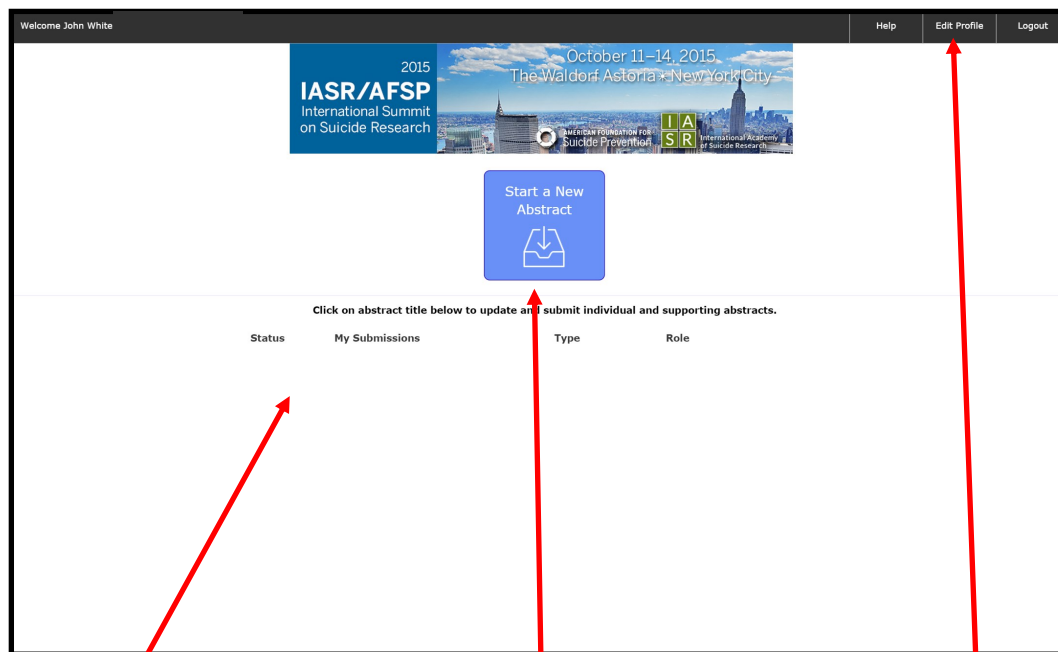 Welcome John White
Help
Edit Profile
Logout
2015
IASR/AFSP
International Summit
on Suicide Research
October 11–14, 2015
The Waldorf Astoria * New York City
AMERICAN FOUNDATION FOR
Suicide Prevention
I A
S R
International Academy
of Suicide Research
Start a New
Abstract
Click on abstract title below to update and submit individual and supporting abstracts.
Status My Submissions Type Role